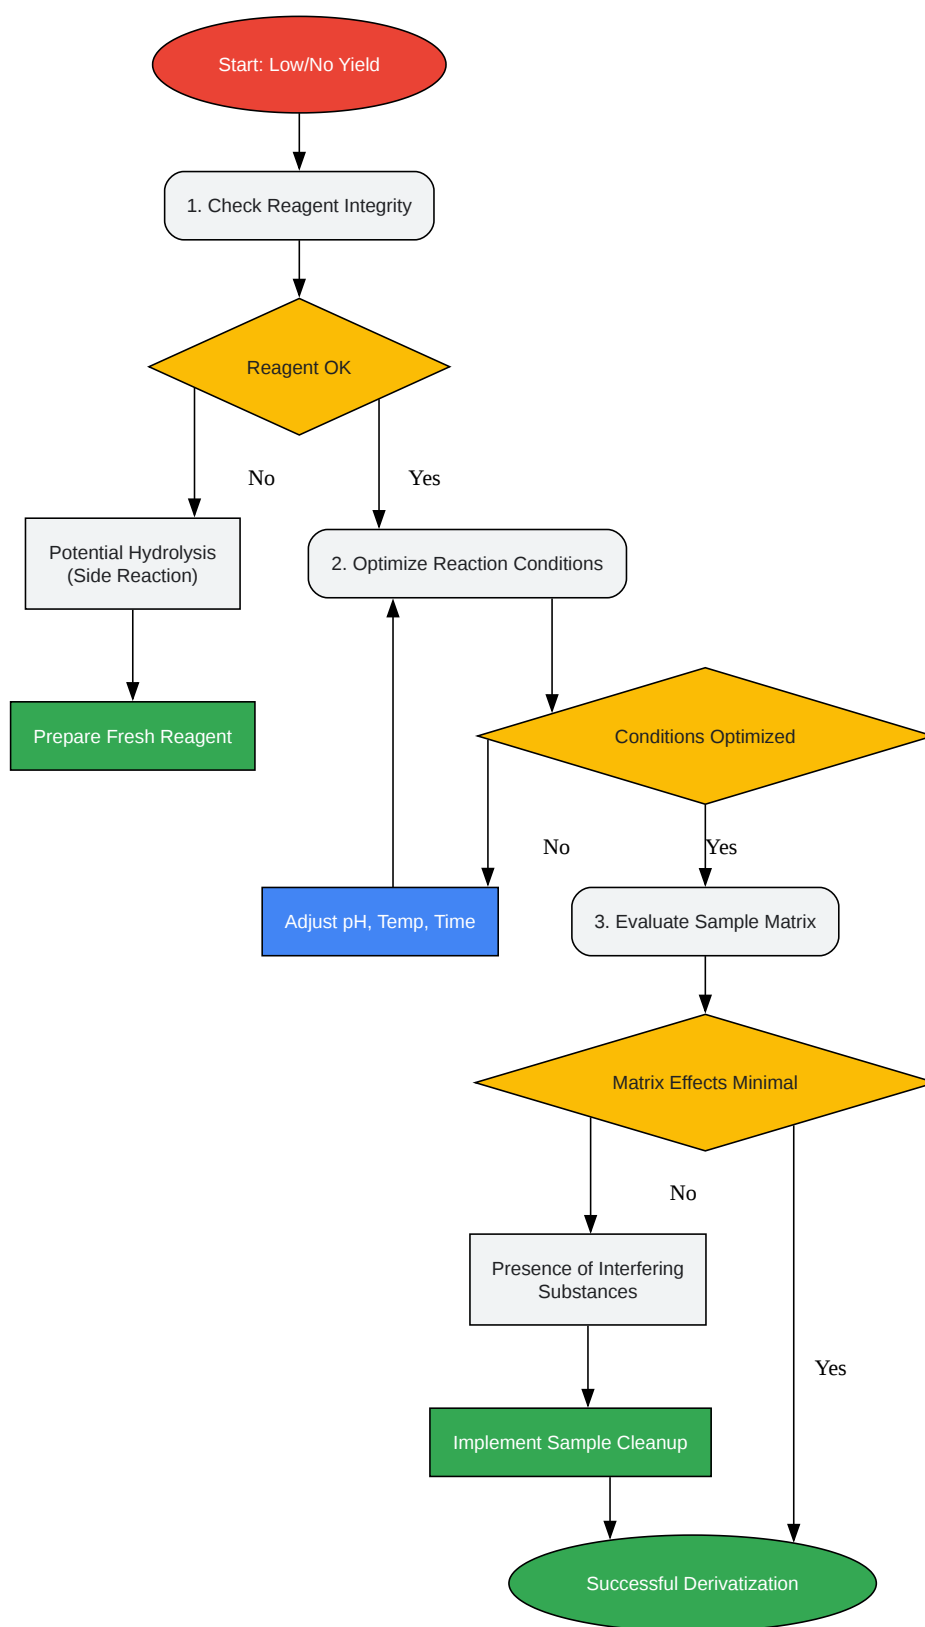 Start: Low/No Yield
1. Check Reagent Integrity
Reagent OK
No
Yes
Potential Hydrolysis
(Side Reaction)
2. Optimize Reaction Conditions
Prepare Fresh Reagent
Conditions Optimized
No
Yes
Adjust pH, Temp, Time
3. Evaluate Sample Matrix
Matrix Effects Minimal
No
Presence of Interfering
Substances
Yes
Implement Sample Cleanup
Successful Derivatization